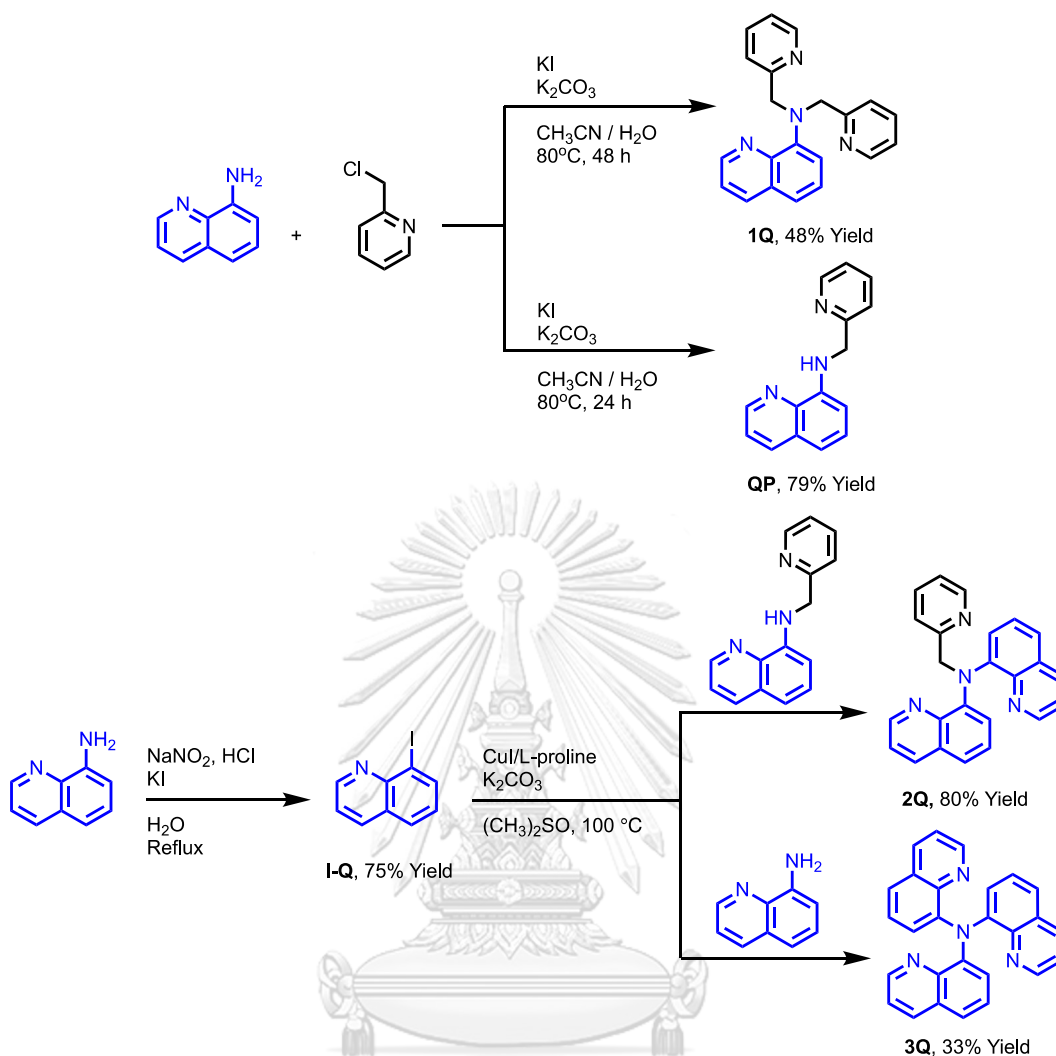 KI
K₂CO₃
CH₃CN / H₂O
80°C, 48 h
N
N
N
N
1Q, 48% Yield
NH₂
N
+
Cl
N
KI
K₂CO₃
CH₃CN / H₂O
80°C, 24 h
N
HN
N
QP, 79% Yield
NH₂
N
NaNO₂, HCl
KI
H₂O
Reflux
I
N
I-Q, 75% Yield
CuI/L-proline
K₂CO₃
(CH₃)₂SO, 100 °C
N
HN
N
N
N
N
N
2Q, 80% Yield
NH₂
N
N
N
N
N
3Q, 33% Yield